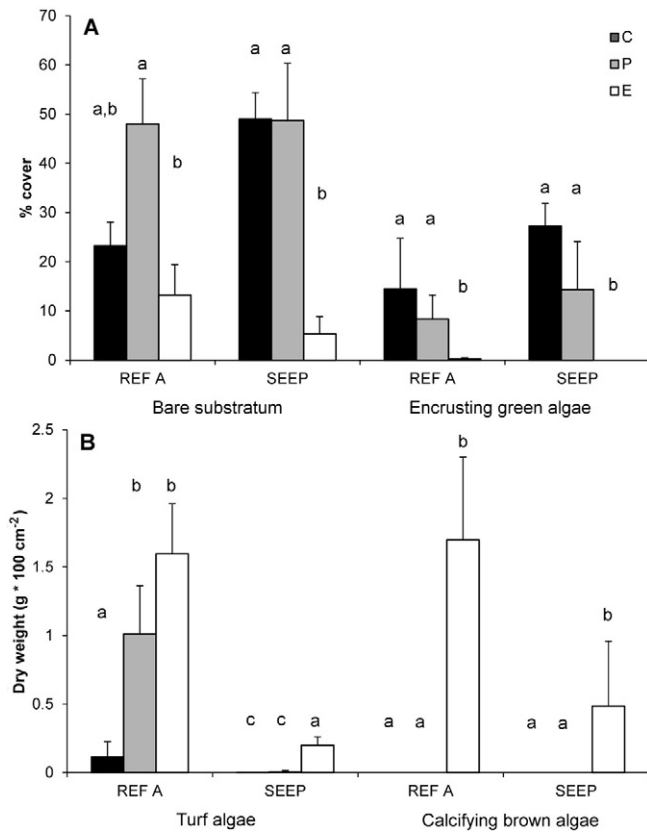 A
70
60
50
40
30
20
10
0
% cover
a,b a b a a b a a b a a b
C
P
E
REF A SEEP REF A SEEP
Bare substratum Encrusting green algae
B
2.5
2
1.5
1
0.5
0
Dry weight (g * 100 cm⁻²)
a b b c c a a a b a a b
REF A SEEP REF A SEEP
Turf algae Calcifying brown algae